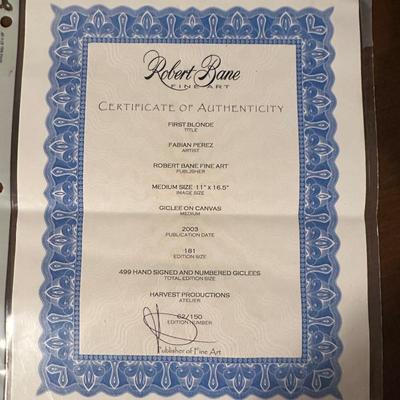 Robert Bane
FINE ART
CERTIFICATE OF AUTHENTICITY
FIRST BLONDE
TITLE
FABIAN PEREZ
ARTIST
ROBERT BANE FINE ART
PUBLISHER
MEDIUM SIZE 11" x 16.5"
IMAGE SIZE
GICLEE ON CANVAS
MEDIUM
2003
PUBLICATION DATE
181
EDITION SIZE
499 HAND SIGNED AND NUMBERED GICLEES
TOTAL EDITION SIZE
HARVEST PRODUCTIONS
ATELIER
62/150
EDITION NUMBER
Publisher of Fine Art